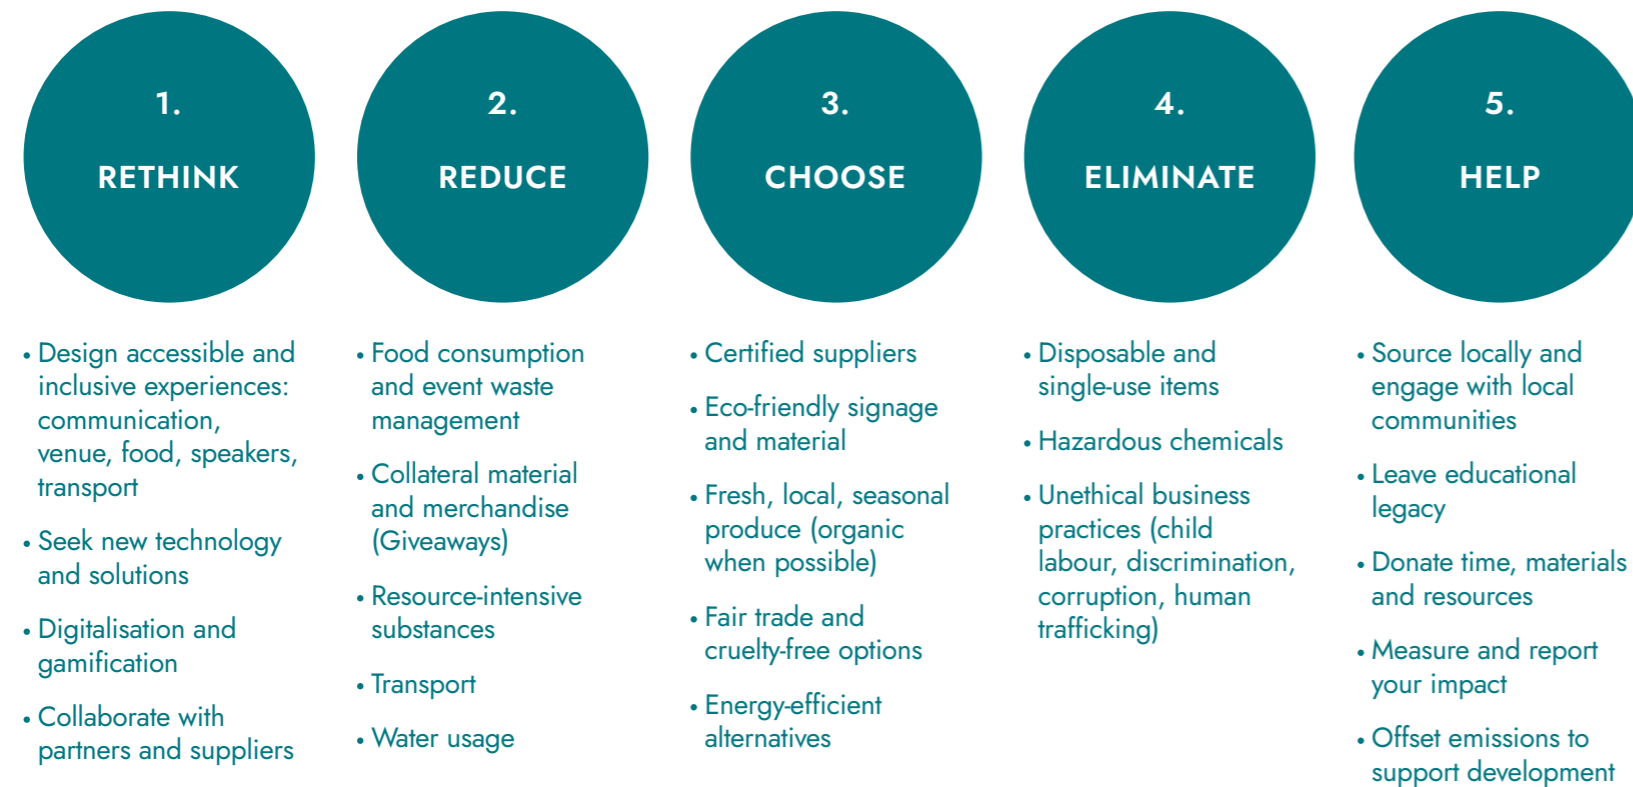 1.
RETHINK
• Design accessible and
inclusive experiences:
communication,
venue, food, speakers,
transport
• Seek new technology
and solutions
• Digitalisation and
gamification
• Collaborate with
partners and suppliers
2.
REDUCE
• Food consumption
and event waste
management
• Collateral material
and merchandise
(Giveaways)
• Resource-intensive
substances
• Transport
• Water usage
3.
CHOOSE
• Certified suppliers
• Eco-friendly signage
and material
• Fresh, local, seasonal
produce (organic
when possible)
• Fair trade and
cruelty-free options
• Energy-efficient
alternatives
4.
ELIMINATE
• Disposable and
single-use items
• Hazardous chemicals
• Unethical business
practices (child
labour, discrimination,
corruption, human
trafficking)
5.
HELP
• Source locally and
engage with local
communities
• Leave educational
legacy
• Donate time, materials
and resources
• Measure and report
your impact
• Offset emissions to
support development